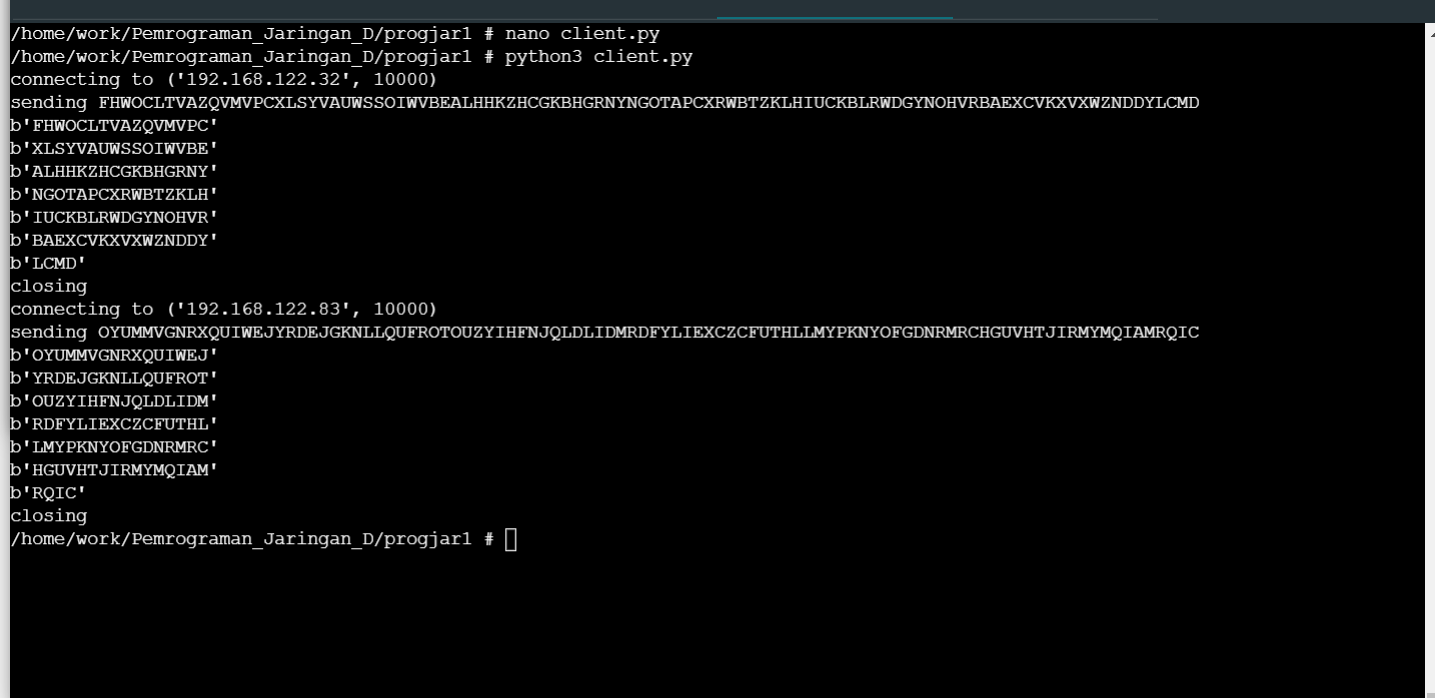 /home/work/Pemrograman_Jaringan_D/progjar1 # nano client.py
/home/work/Pemrograman_Jaringan_D/progjar1 # python3 client.py
connecting to ('192.168.122.32', 10000)
sending FHWOCLTVAZQVMVPCXLSYVAUWSSOIWVBEALHHKZHCGKBHGRNYNGOTAPCXRWBTZKLHIUCKBLRWDGYNOHVRBAEXCVKXVXWZNDDYLCMD
b'FHWOCLTVAZQVMVPC'
b'XLSYVAUWSSOIWVBE'
b'ALHHKZHCGKBHGRNY'
b'NGOTAPCXRWBTZKLH'
b'IUCKBLRWDGYNOHVR'
b'BAEXCVKXVXWZNDDY'
b'LCMD'
closing
connecting to ('192.168.122.83', 10000)
sending OYUMMVGNRXQUIWEJYRDEJGKNLLQUFROTOUZYIHFNJQLDLIDMRDFYLIEXCZCFUTHLLMYPKNYOFGDNRMRCHGUVHTJIRMYMQIAMRQIC
b'OYUMMVGNRXQUIWEJ'
b'YRDEJGKNLLQUFROT'
b'OUZYIHFNJQLDLIDM'
b'RDFYLIEXCZCFUTHL'
b'LMYPKNYOFGDNRMRC'
b'HGUVHTJIRMYMQIAM'
b'RQIC'
closing
/home/work/Pemrograman_Jaringan_D/progjar1 #